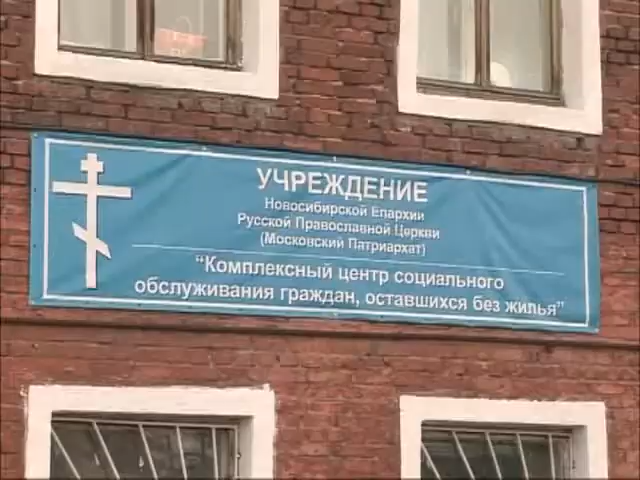 УЧРЕЖДЕНИЕ
Новосибирской Епархии
Русской Православной Церкви
(Московский Патриархат)
“Комплексный центр социального
обслуживания граждан, оставшихся без жилья”